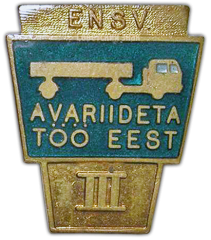 ENSV
AVARIIDETA
TÖÖ EEST
III